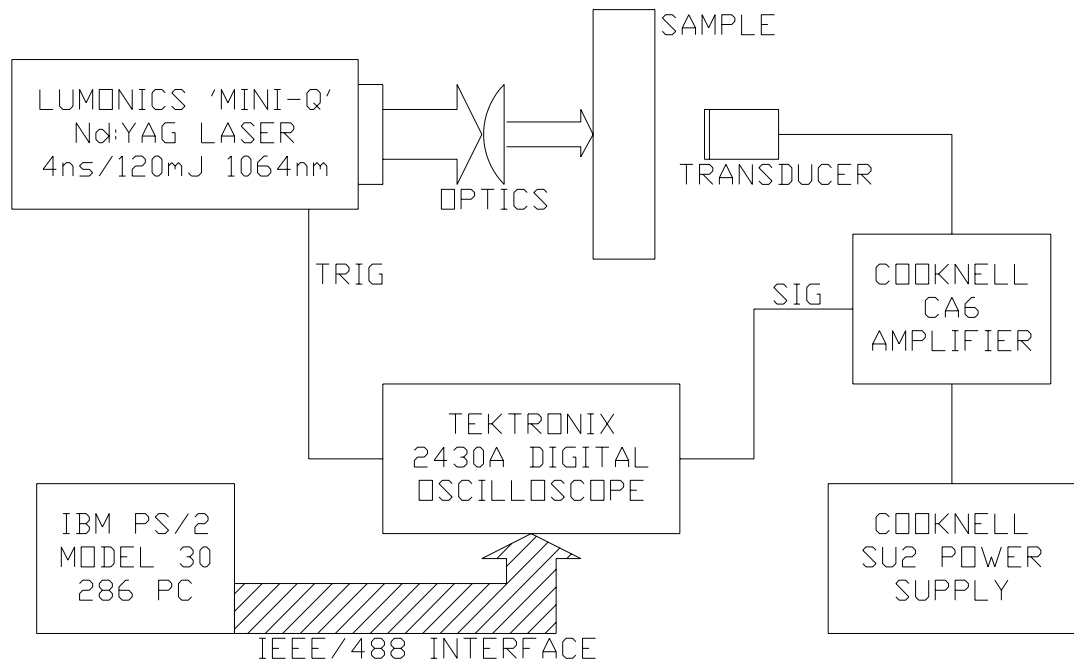 SAMPLE
LUMONICS 'MINI-Q'
Nd:YAG LASER
4ns/120mJ 1064nm
OPTICS
TRANSDUCER
TRIG
SIG
COOKNELL
CA6
AMPLIFIER
TEKTRONIX
2430A DIGITAL
OSCILLOSCOPE
IBM PS/2
MODEL 30
286 PC
COOKNELL
SU2 POWER
SUPPLY
IEEE/488 INTERFACE